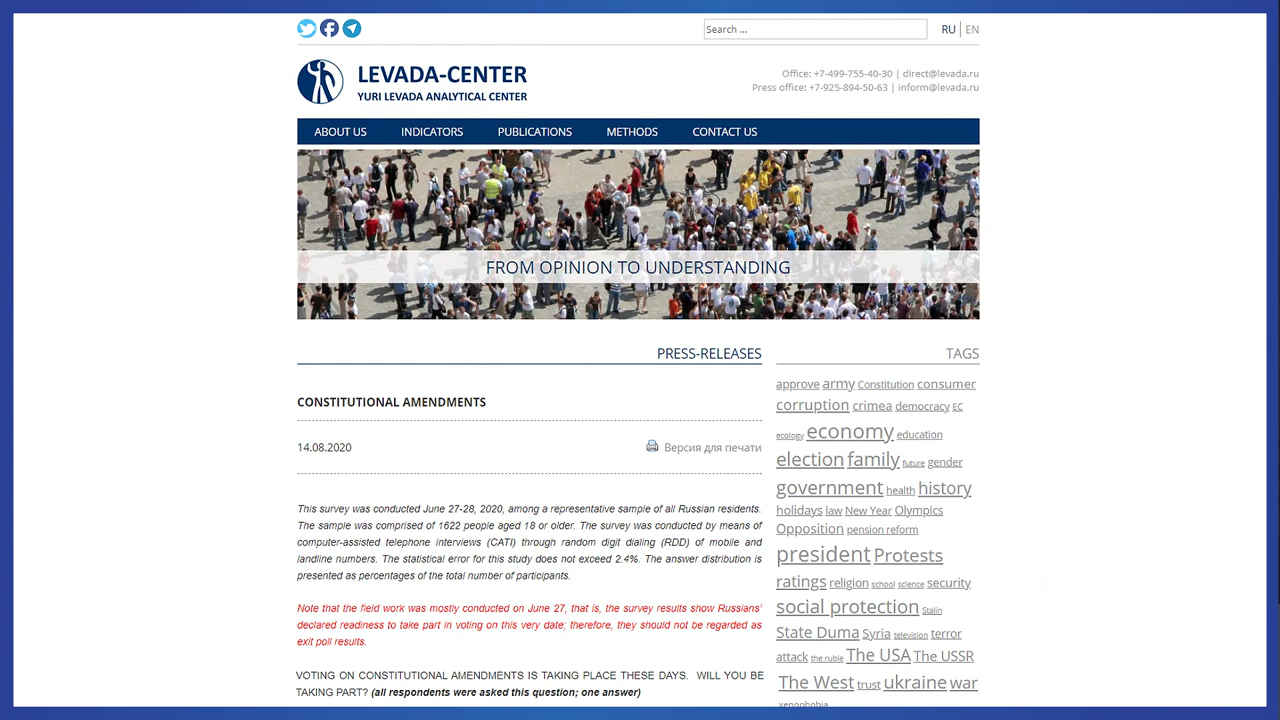 Search ...
RU | EN
LEVADA-CENTER
YURI LEVADA ANALYTICAL CENTER
Office: +7-499-755-40-30 | direct@levada.ru
Press office: +7-925-894-50-63 | inform@levada.ru
ABOUT US INDICATORS PUBLICATIONS METHODS CONTACT US
FROM OPINION TO UNDERSTANDING
PRESS-RELEASES
CONSTITUTIONAL AMENDMENTS
14.08.2020 Версия для печати
This survey was conducted June 27-28, 2020, among a representative sample of all Russian residents.
The sample was comprised of 1622 people aged 18 or older. The survey was conducted by means of
computer-assisted telephone interviews (CATI) through random digit dialing (RDD) of mobile and
landline numbers. The statistical error for this study does not exceed 2.4%. The answer distribution is
presented as percentages of the total number of participants.
Note that the field work was mostly conducted on June 27, that is, the survey results show Russians'
declared readiness to take part in voting on this very date; therefore, they should not be regarded as
exit poll results.
VOTING ON CONSTITUTIONAL AMENDMENTS IS TAKING PLACE THESE DAYS. WILL YOU BE
TAKING PART? (all respondents were asked this question; one answer)
TAGS
approve army Constitution consumer
corruption crimea democracy EC
ecology economy education
election family future gender
government health history
holidays law New Year Olympics
Opposition pension reform
president Protests
ratings religion school science security
social protection Stalin
State Duma Syria television terror
attack the ruble The USA The USSR
The West trust ukraine war
xenophobia